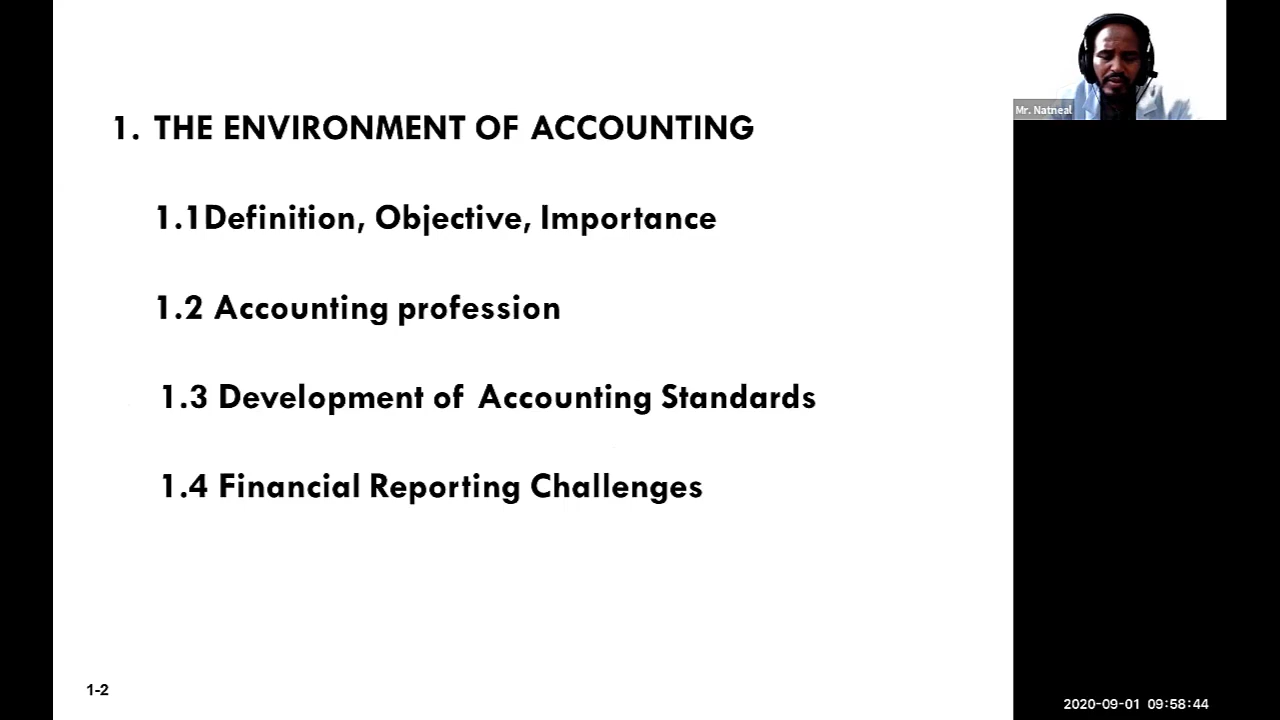 Mr. Natneal
1. THE ENVIRONMENT OF ACCOUNTING
1.1Definition, Objective, Importance
1.2 Accounting profession
1.3 Development of Accounting Standards
1.4 Financial Reporting Challenges
1-2
2020-09-01 09:58:44